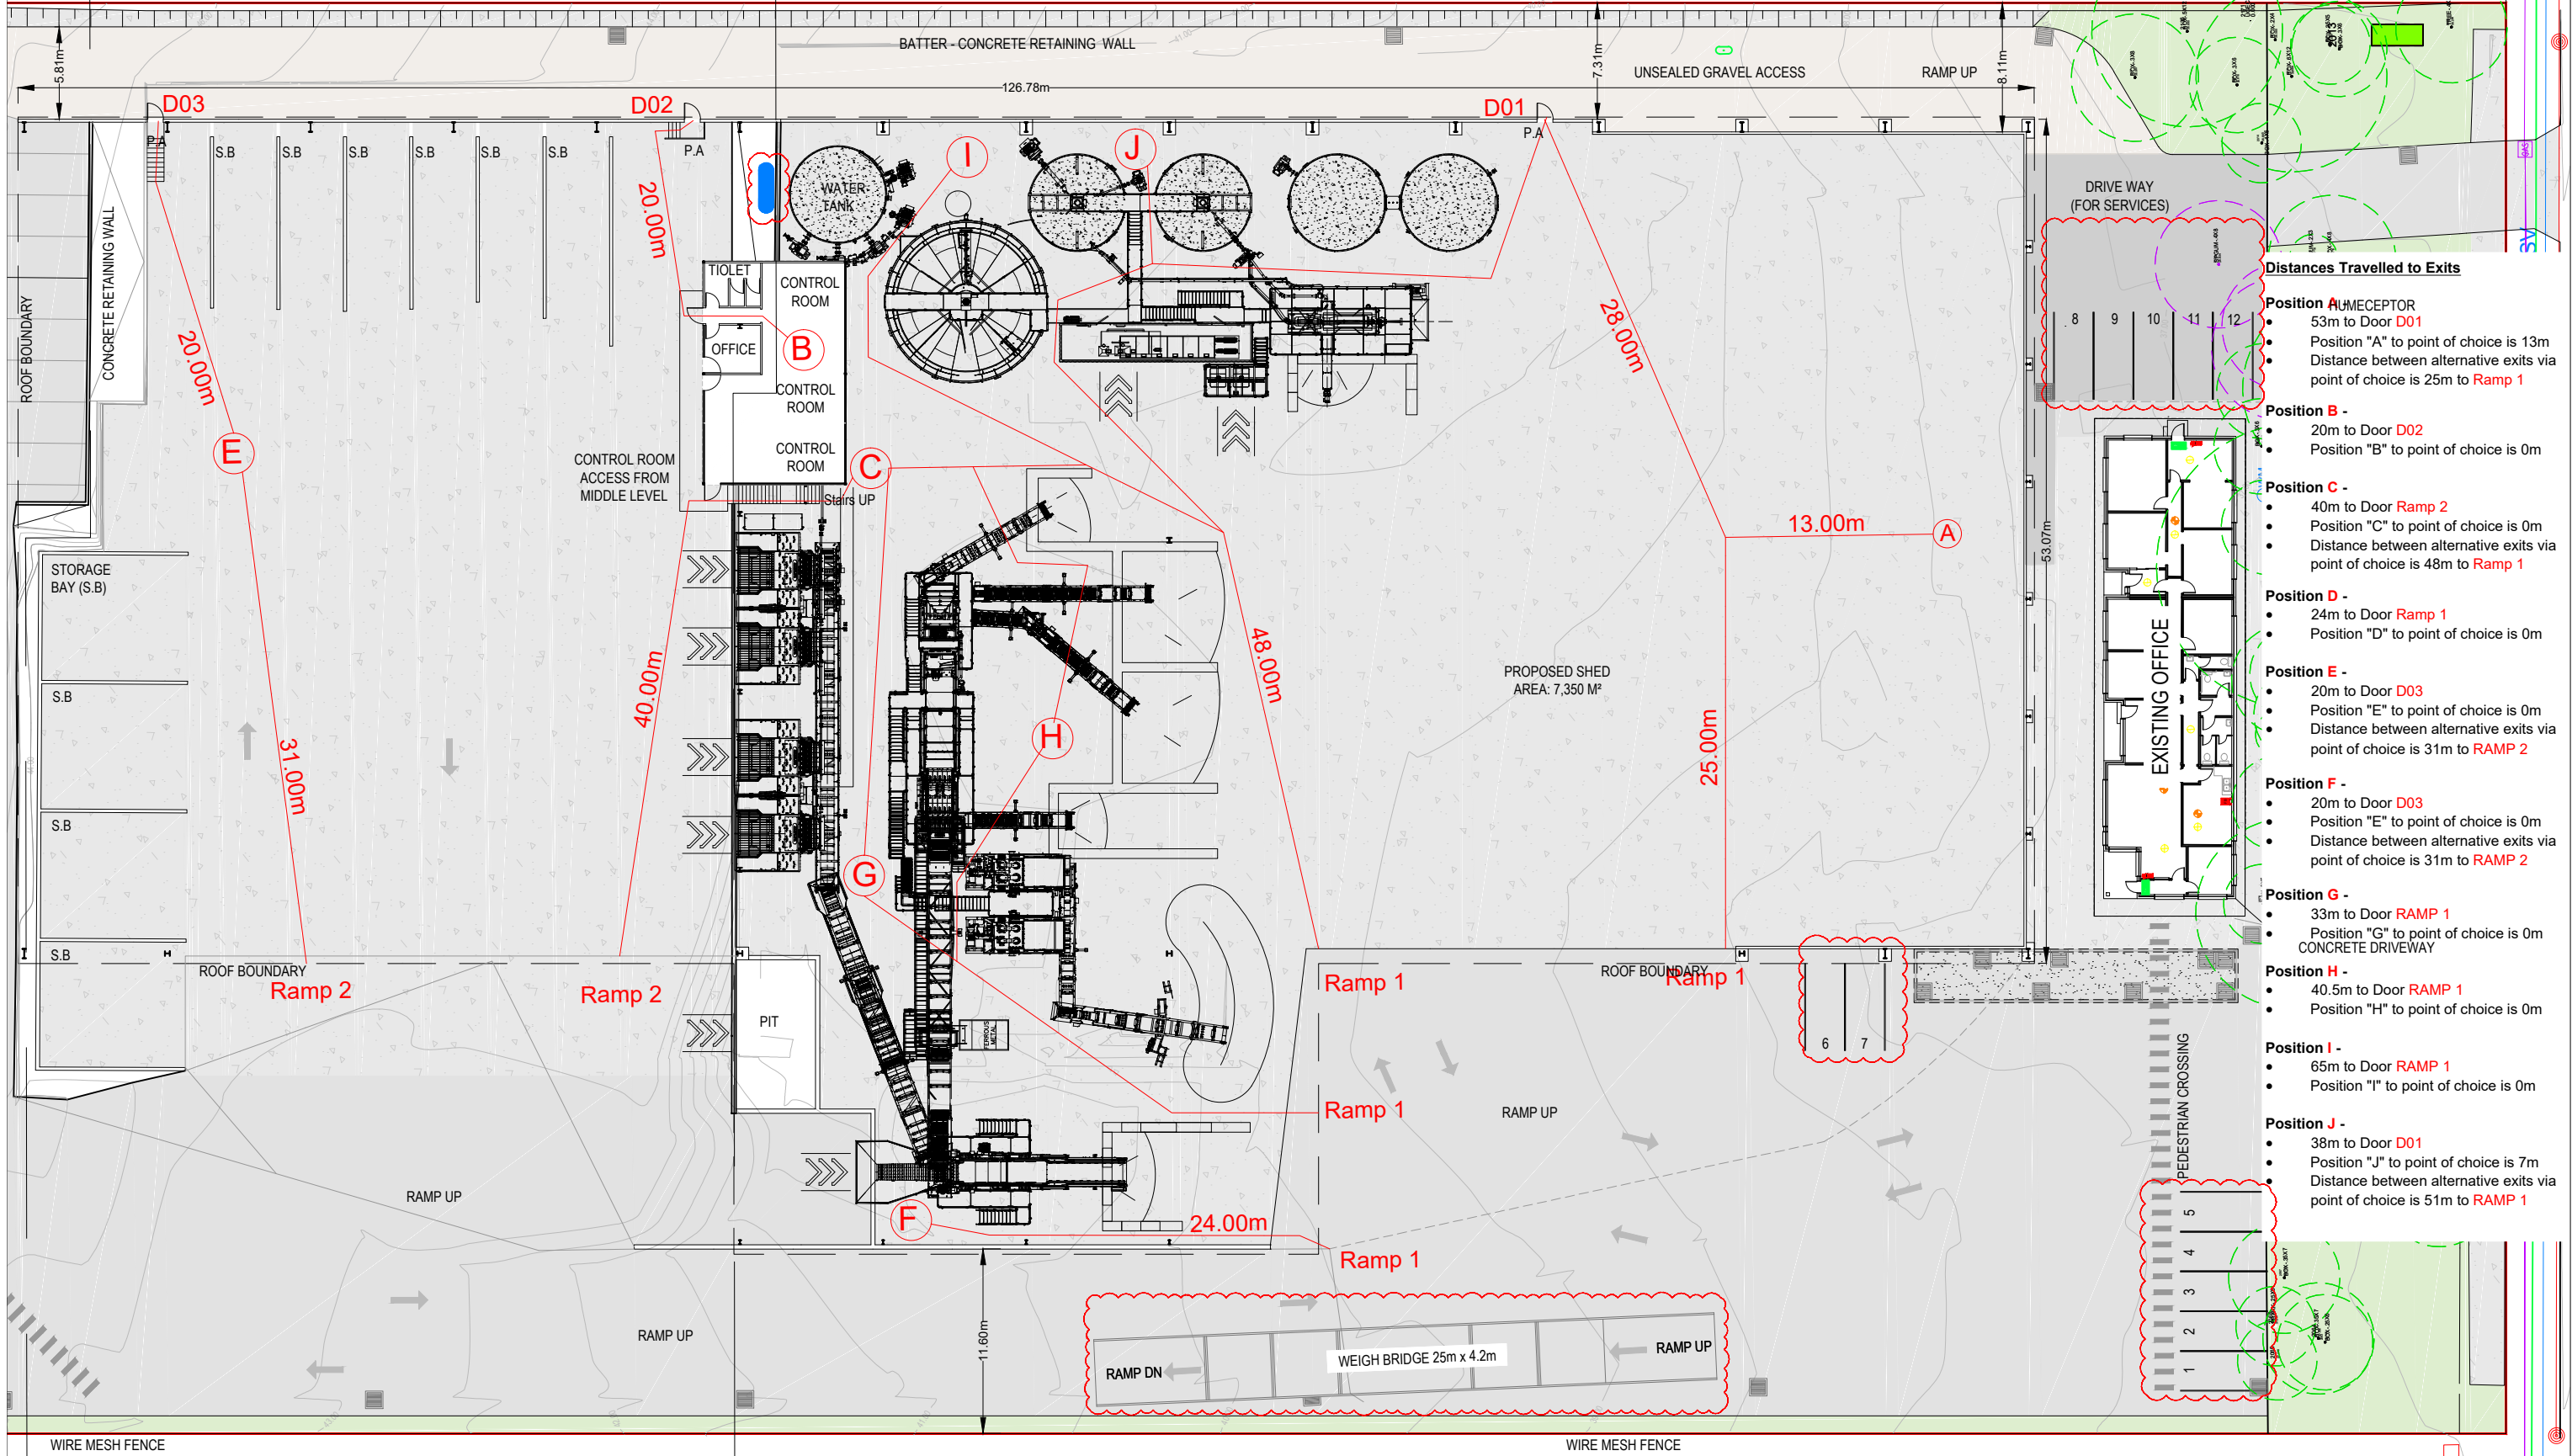 BATTER - CONCRETE RETAINING WALL
5.81m
126.78m
7.31m
8.11m
UNSEALED GRAVEL ACCESS
RAMP UP
2013
D03
D02
D01
P.A
P.A
P.A
S.B
S.B
S.B
S.B
S.B
S.B
I
J
WATER
TANK
20.00m
ROOF BOUNDARY
CONCRETE RETAINING WALL
TIOLET
CONTROL
ROOM
OFFICE
B
CONTROL
ROOM
CONTROL
ROOM
20.00m
E
C
CONTROL ROOM
ACCESS FROM
MIDDLE LEVEL
Stairs UP
28.00m
13.00m
A
53.07m
DRIVE WAY
(FOR SERVICES)
GAS
8
9
10
11
12
HUMECEPTOR
STORAGE
BAY (S.B)
S.B
S.B
S.B
31.00m
40.00m
48.00m
25.00m
H
G
PROPOSED SHED
AREA: 7,350 M²
EXISTING OFFICE
ROOF BOUNDARY
Ramp 2
Ramp 2
Ramp 1
ROOF BOUNDARY
Ramp 1
CONCRETE DRIVEWAY
PIT
FERROUS
METAL
6
7
PEDESTRIAN CROSSING
Ramp 1
RAMP UP
RAMP UP
F
24.00m
Ramp 1
11.60m
RAMP UP
RAMP DN
WEIGH BRIDGE 25m x 4.2m
RAMP UP
5
4
3
2
1
WIRE MESH FENCE
WIRE MESH FENCE
Distances Travelled to Exits
Position A -
53m to Door D01
Position "A" to point of choice is 13m
Distance between alternative exits via
point of choice is 25m to Ramp 1
Position B -
20m to Door D02
Position "B" to point of choice is 0m
Position C -
40m to Door Ramp 2
Position "C" to point of choice is 0m
Distance between alternative exits via
point of choice is 48m to Ramp 1
Position D -
24m to Door Ramp 1
Position "D" to point of choice is 0m
Position E -
20m to Door D03
Position "E" to point of choice is 0m
Distance between alternative exits via
point of choice is 31m to RAMP 2
Position F -
20m to Door D03
Position "E" to point of choice is 0m
Distance between alternative exits via
point of choice is 31m to RAMP 2
Position G -
33m to Door RAMP 1
Position "G" to point of choice is 0m
Position H -
40.5m to Door RAMP 1
Position "H" to point of choice is 0m
Position I -
65m to Door RAMP 1
Position "I" to point of choice is 0m
Position J -
38m to Door D01
Position "J" to point of choice is 7m
Distance between alternative exits via
point of choice is 51m to RAMP 1